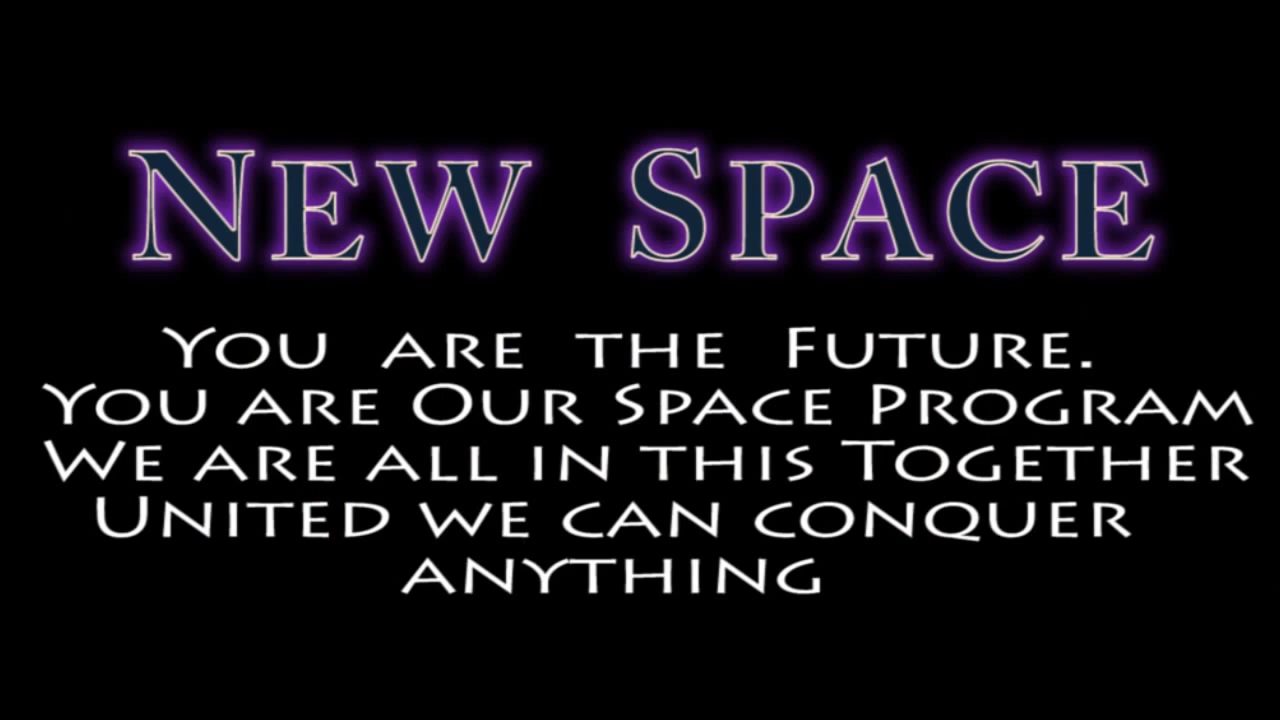 New Space
You are the Future.
You are Our Space Program
We are all in this Together
United we can conquer
anything